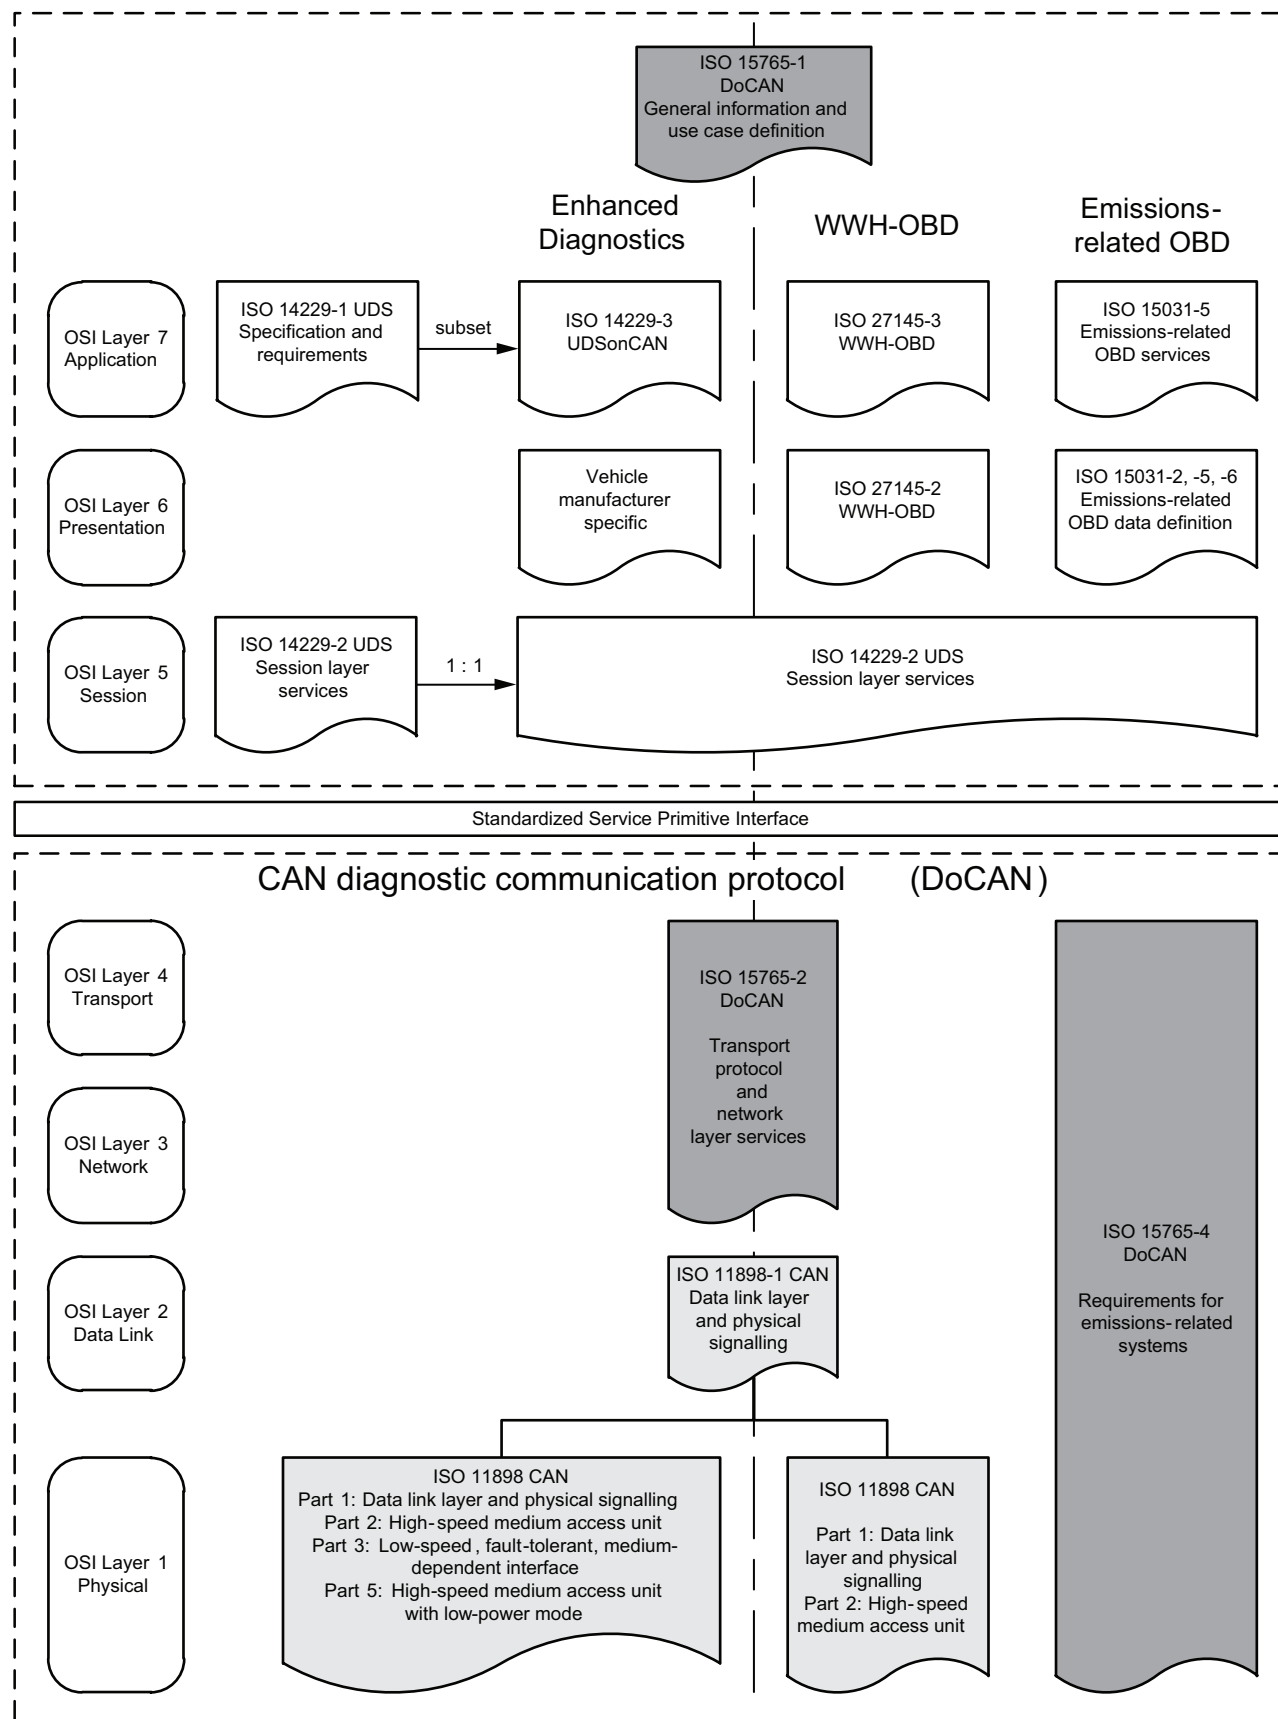 ISO 15765-1
DoCAN
General information and
use case definition
Enhanced
Diagnostics
WWH-OBD
Emissions-
related OBD
OSI Layer 7
Application
ISO 14229-1 UDS
Specification and
requirements
subset
ISO 14229-3
UDSonCAN
ISO 27145-3
WWH-OBD
ISO 15031-5
Emissions-related
OBD services
OSI Layer 6
Presentation
Vehicle
manufacturer
specific
ISO 27145-2
WWH-OBD
ISO 15031-2, -5, -6
Emissions-related
OBD data definition
OSI Layer 5
Session
ISO 14229-2 UDS
Session layer
services
1 : 1
ISO 14229-2 UDS
Session layer services
Standardized Service Primitive Interface
CAN diagnostic communication protocol (DoCAN)
OSI Layer 4
Transport
ISO 15765-2
DoCAN
Transport
protocol
and
network
layer services
OSI Layer 3
Network
ISO 15765-4
DoCAN
Requirements for
emissions-related
systems
OSI Layer 2
Data Link
ISO 11898-1 CAN
Data link layer
and physical
signalling
OSI Layer 1
Physical
ISO 11898 CAN
Part 1: Data link layer and physical signalling
Part 2: High-speed medium access unit
Part 3: Low-speed, fault-tolerant, medium-
dependent interface
Part 5: High-speed medium access unit
with low-power mode
ISO 11898 CAN
Part 1: Data link
layer and physical
signalling
Part 2: High-speed
medium access unit